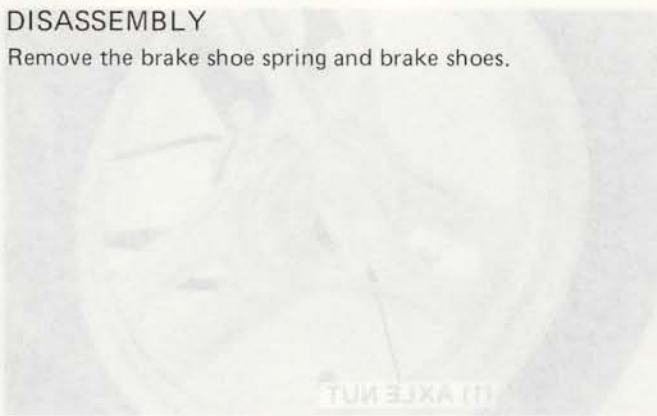 DISASSEMBLY
Remove the brake shoe spring and brake shoes.
(1) AXLE NUT